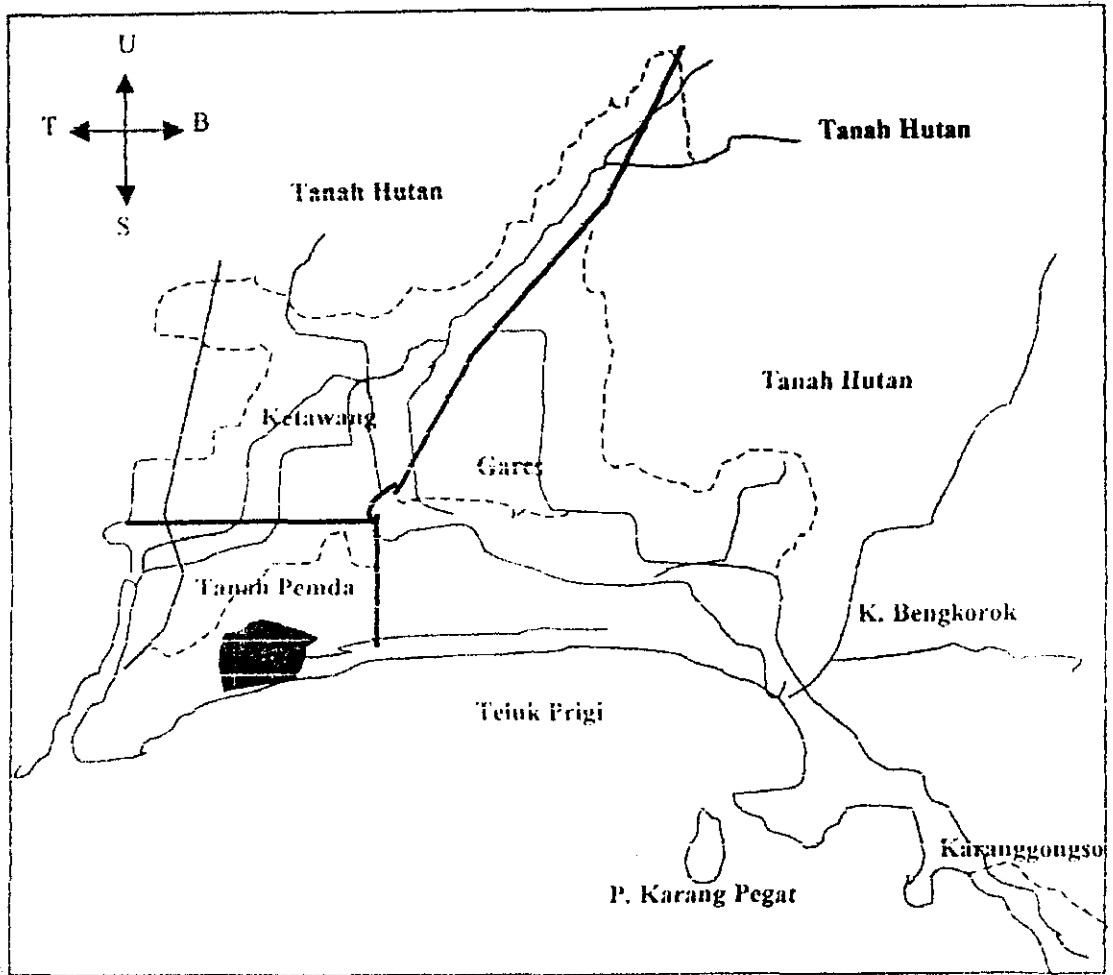 U
T B
S
Tanah Hutan
Tanah Hutan
Tanah Hutan
Ketawang
Gares
Tanah Pemda
K. Bengkorok
Teluk Prigi
Karanggongso
P. Karang Pegat